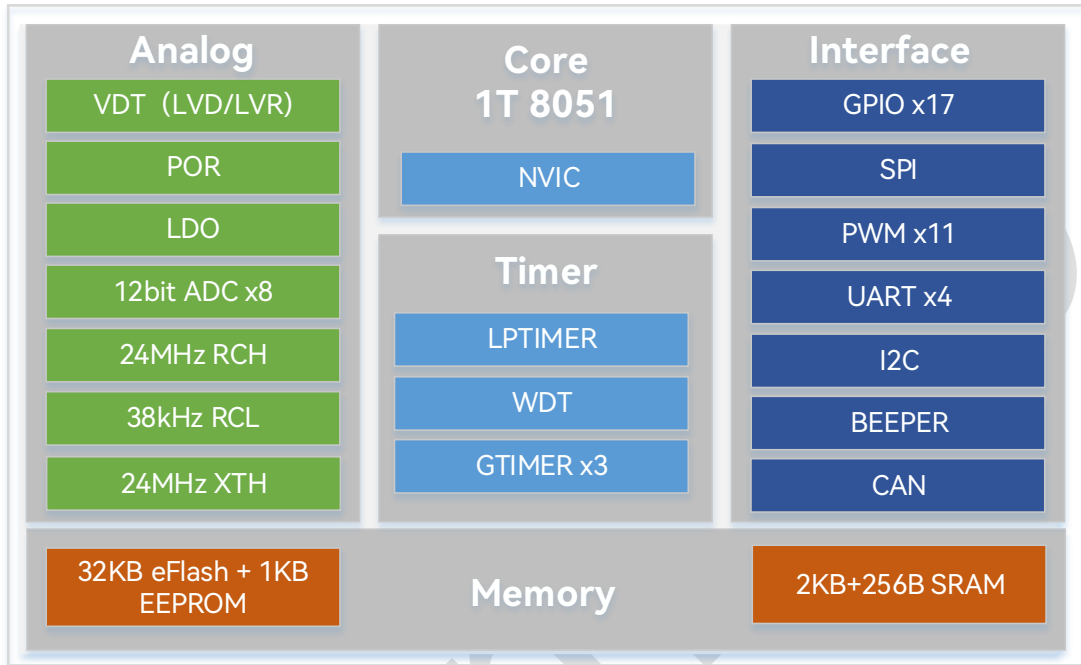 Analog
VDT（LVD/LVR)
POR
LDO
12bit ADC x8
24MHz RCH
38kHz RCL
24MHz XTH
Core
1T 8051
NVIC
Timer
LPTIMER
WDT
GTIMER x3
Interface
GPIO x17
SPI
PWM x11
UART x4
I2C
BEEPER
CAN
32KB eFlash + 1KB
EEPROM
Memory
2KB+256B SRAM